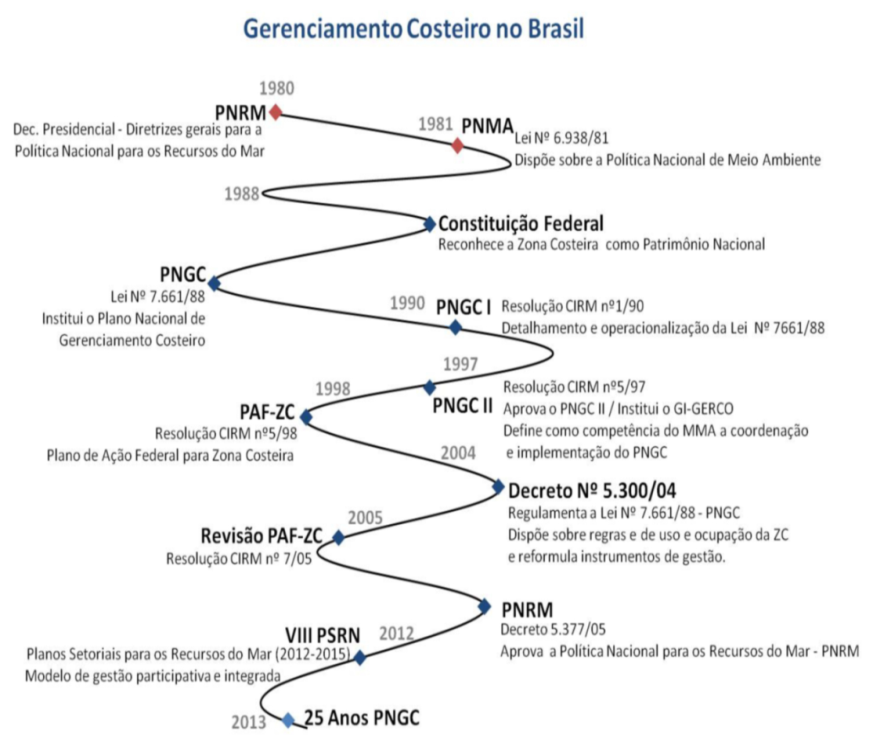 Gerenciamento Costeiro no Brasil
1980
PNRM
Dec. Presidencial - Diretrizes gerais para a
Política Nacional para os Recursos do Mar
1981 PNMA
Lei Nº 6.938/81
Dispõe sobre a Política Nacional de Meio Ambiente
1988
Constituição Federal
Reconhece a Zona Costeira como Patrimônio Nacional
PNGC
Lei Nº 7.661/88
Institui o Plano Nacional de
Gerenciamento Costeiro
1990 PNGC I
Resolução CIRM nº1/90
Detalhamento e operacionalização da Lei Nº 7661/88
1997
PNGC II
Resolução CIRM nº5/97
Aprova o PNGC II / Institui o GI-GERCO
Define como competência do MMA a coordenação
e implementação do PNGC
1998
PAF-ZC
Resolução CIRM nº5/98
Plano de Ação Federal para Zona Costeira
2004
Decreto Nº 5.300/04
Regulamenta a Lei Nº 7.661/88 - PNGC
Dispõe sobre regras e de uso e ocupação da ZC
e reformula instrumentos de gestão.
2005
Revisão PAF-ZC
Resolução CIRM nº 7/05
PNRM
Decreto 5.377/05
Aprova a Política Nacional para os Recursos do Mar - PNRM
VIII PSRN 2012
Planos Setoriais para os Recursos do Mar (2012-2015)
Modelo de gestão participativa e integrada
2013 25 Anos PNGC